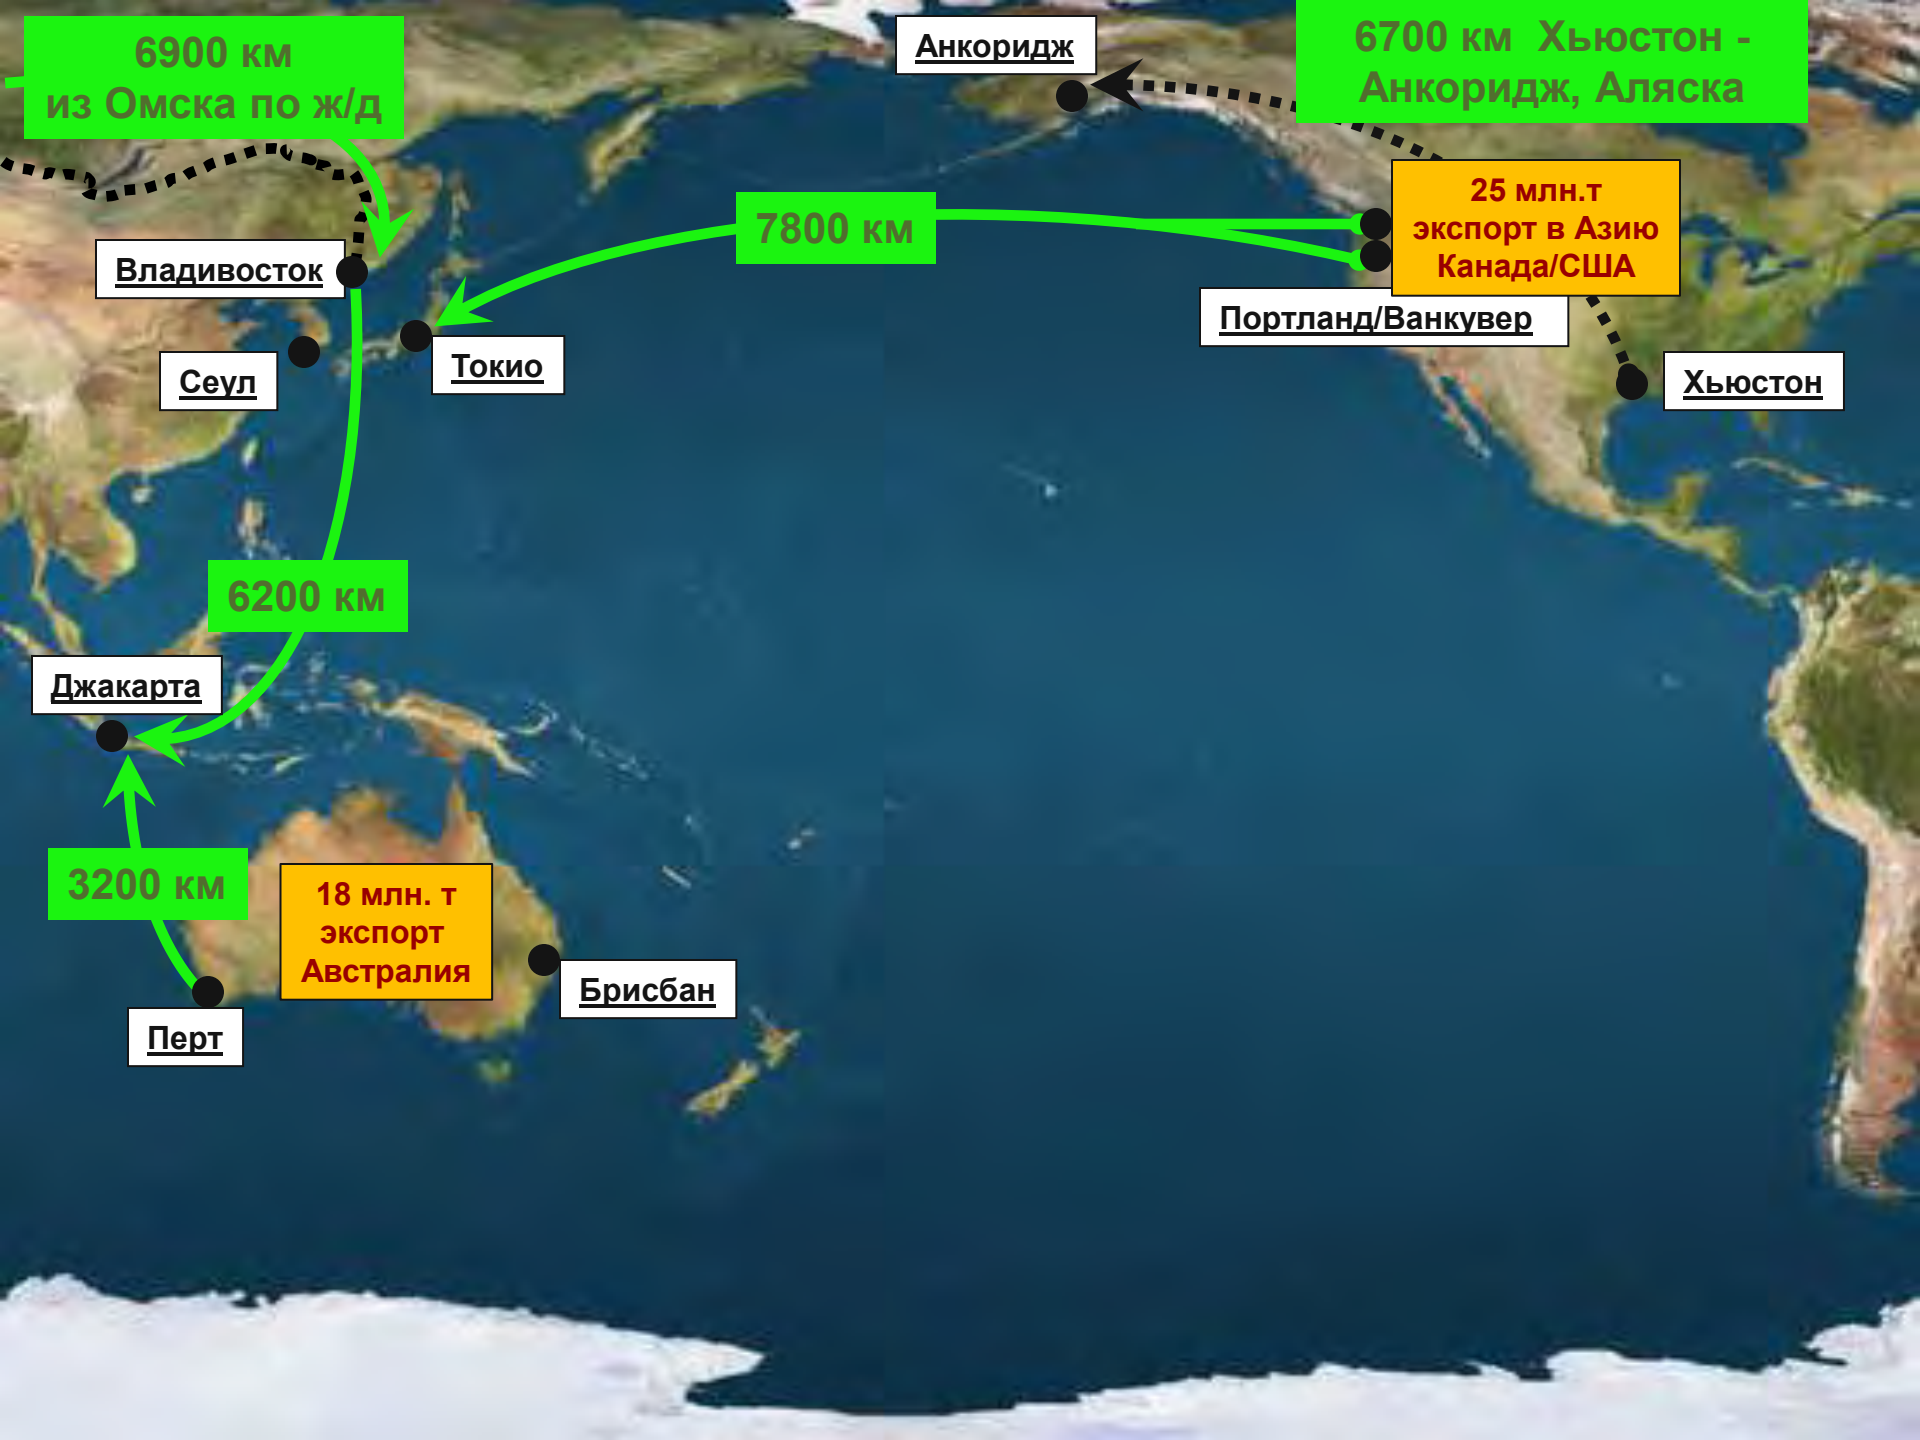 6900 км
из Омска по ж/д
Анкоридж
6700 км  Хьюстон -
Анкоридж, Аляска
25 млн.т
экспорт в Азию
Канада/США
7800 км
Владивосток
Портланд/Ванкувер
Токио
Сеул
Хьюстон
6200 км
Джакарта
3200 км
18 млн. т
экспорт
Австралия
Брисбан
Перт